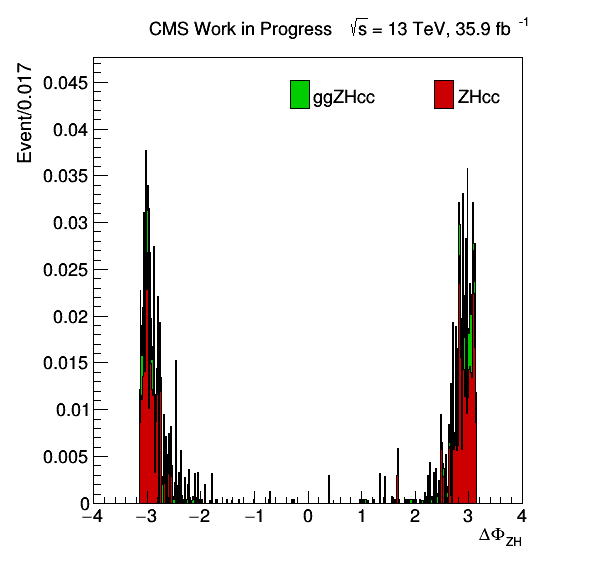 CMS Work in Progress √s = 13 TeV, 35.9 fb⁻¹
Event/0.017
ggZHcc ZHcc
0.045
0.04
0.035
0.03
0.025
0.02
0.015
0.01
0.005
0
−4 −3 −2 −1 0 1 2 3 4
ΔΦ_ZH